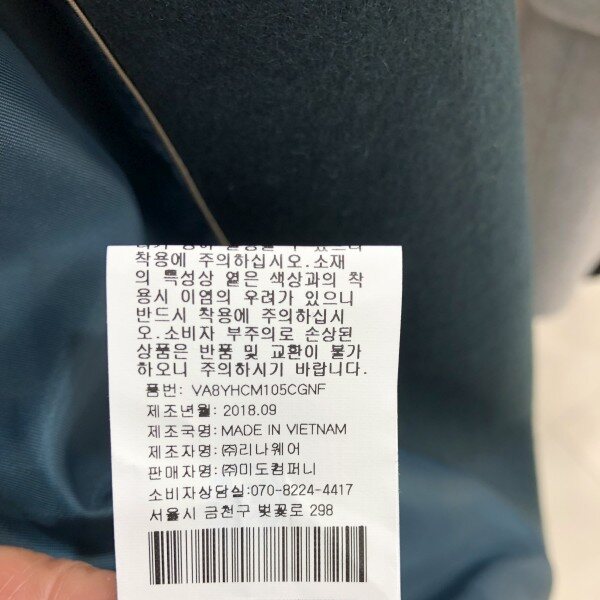 착용에 주의하십시오.소재
의 특성상 옅은 색상과의 착
용시 이염의 우려가 있으니
반드시 착용에 주의하십시
오.소비자 부주의로 손상된
상품은 반품 및 교환이 불가
하오니 주의하시기 바랍니다.
품번: VA8YHCM105CGNF
제조년월: 2018.09
제조국명: MADE IN VIETNAM
제조자명: ㈜리나웨어
판매자명: ㈜미도컴퍼니
소비자상담실:070-8224-4417
서울시 금천구 벚꽃로 298